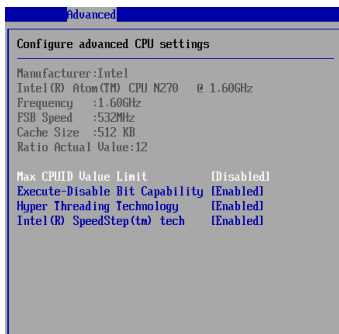 Advanced
Configure advanced CPU settings
Manufacturer:Intel
Intel(R) Atom(TM) CPU N270 @ 1.60GHz
Frequency :1.60GHz
FSB Speed :532MHz
Cache Size :512 KB
Ratio Actual Value:12
Max CPUID Value Limit [Disabled]
Execute-Disable Bit Capability [Enabled]
Hyper Threading Technology [Enabled]
Intel(R) SpeedStep(tm) tech [Enabled]